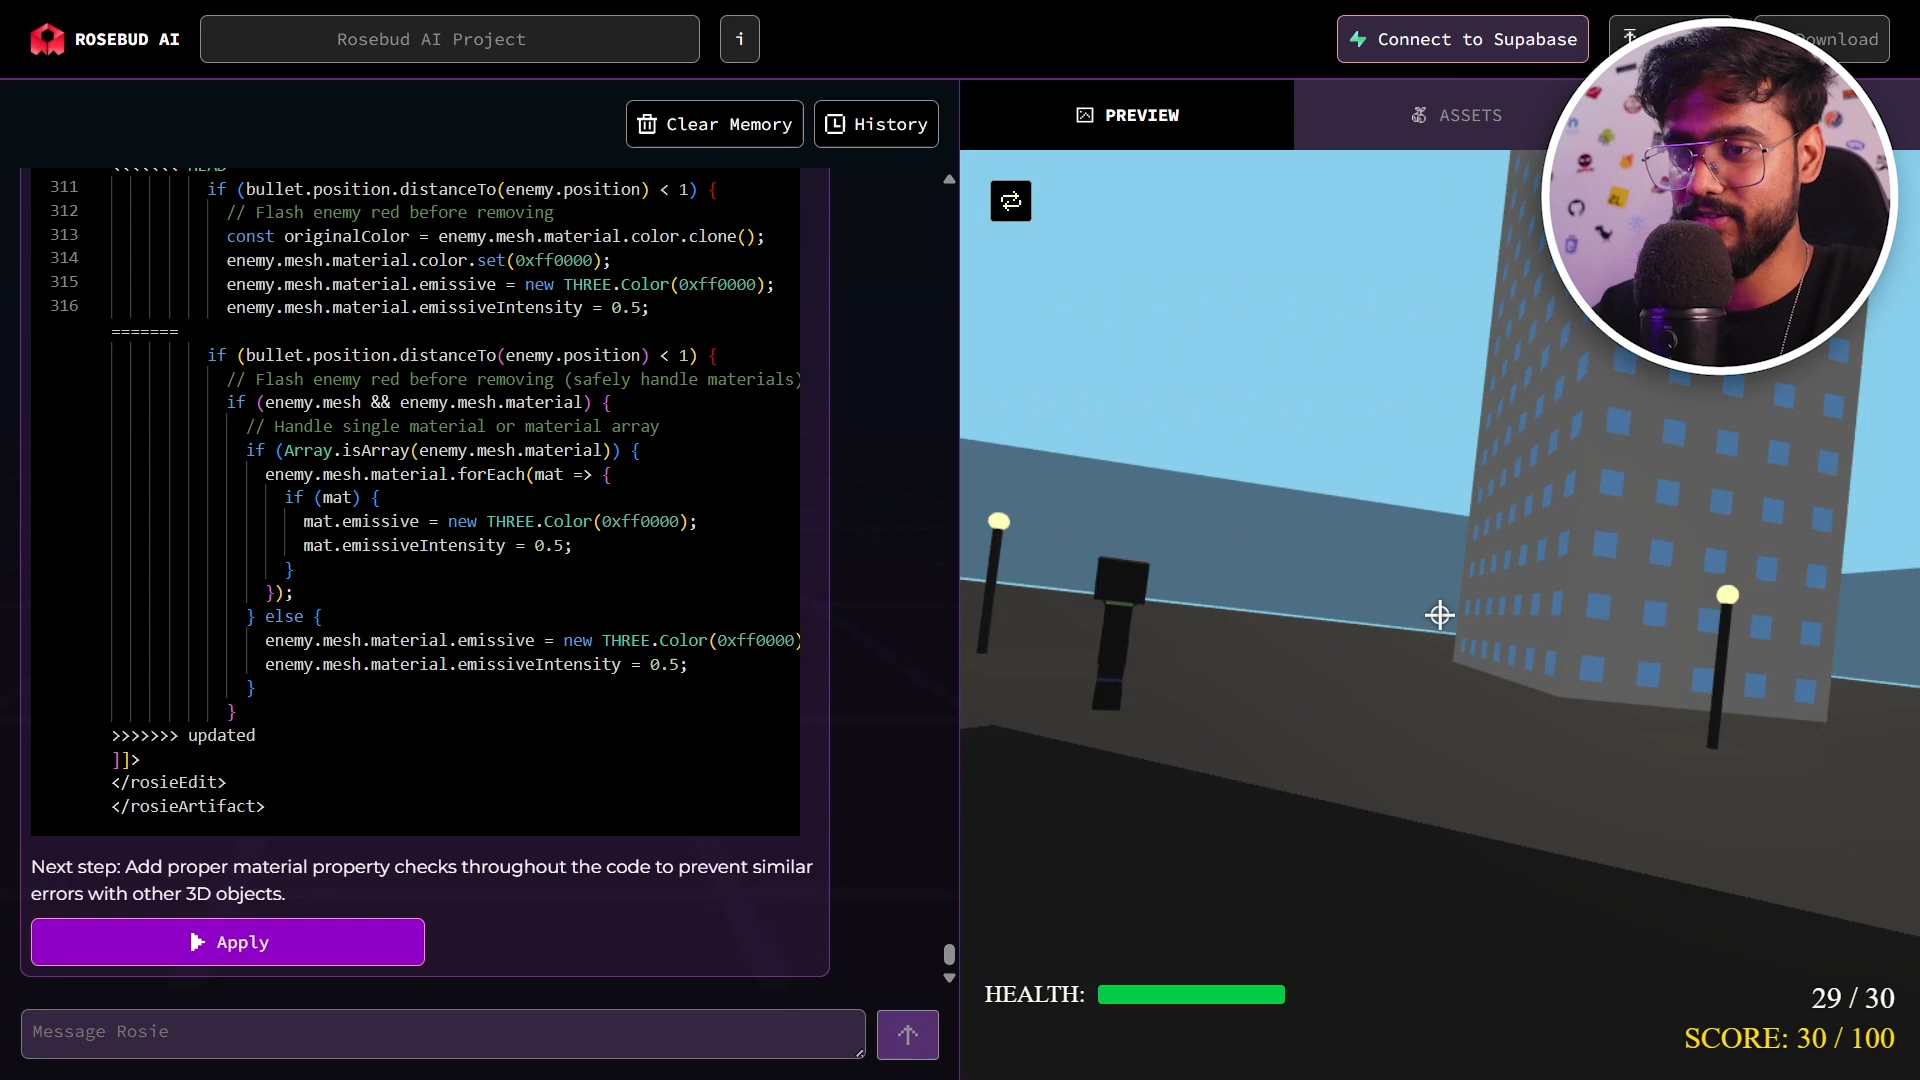 ROSEBUD AI
Rosebud AI Project
i
Connect to Supabase
Download
Clear Memory
History
PREVIEW
ASSETS
<<<<<<< HEAD
311 if (bullet.position.distanceTo(enemy.position) < 1) {
312 // Flash enemy red before removing
313 const originalColor = enemy.mesh.material.color.clone();
314 enemy.mesh.material.color.set(0xff0000);
315 enemy.mesh.material.emissive = new THREE.Color(0xff0000);
316 enemy.mesh.material.emissiveIntensity = 0.5;
=======
if (bullet.position.distanceTo(enemy.position) < 1) {
// Flash enemy red before removing (safely handle materials)
if (enemy.mesh && enemy.mesh.material) {
// Handle single material or material array
if (Array.isArray(enemy.mesh.material)) {
enemy.mesh.material.forEach(mat => {
if (mat) {
mat.emissive = new THREE.Color(0xff0000);
mat.emissiveIntensity = 0.5;
}
});
} else {
enemy.mesh.material.emissive = new THREE.Color(0xff0000)
enemy.mesh.material.emissiveIntensity = 0.5;
}
}
>>>>>>> updated
]]>
</rosieEdit>
</rosieArtifact>
Next step: Add proper material property checks throughout the code to prevent similar
errors with other 3D objects.
Apply
Message Rosie
HEALTH:
29 / 30
SCORE: 30 / 100